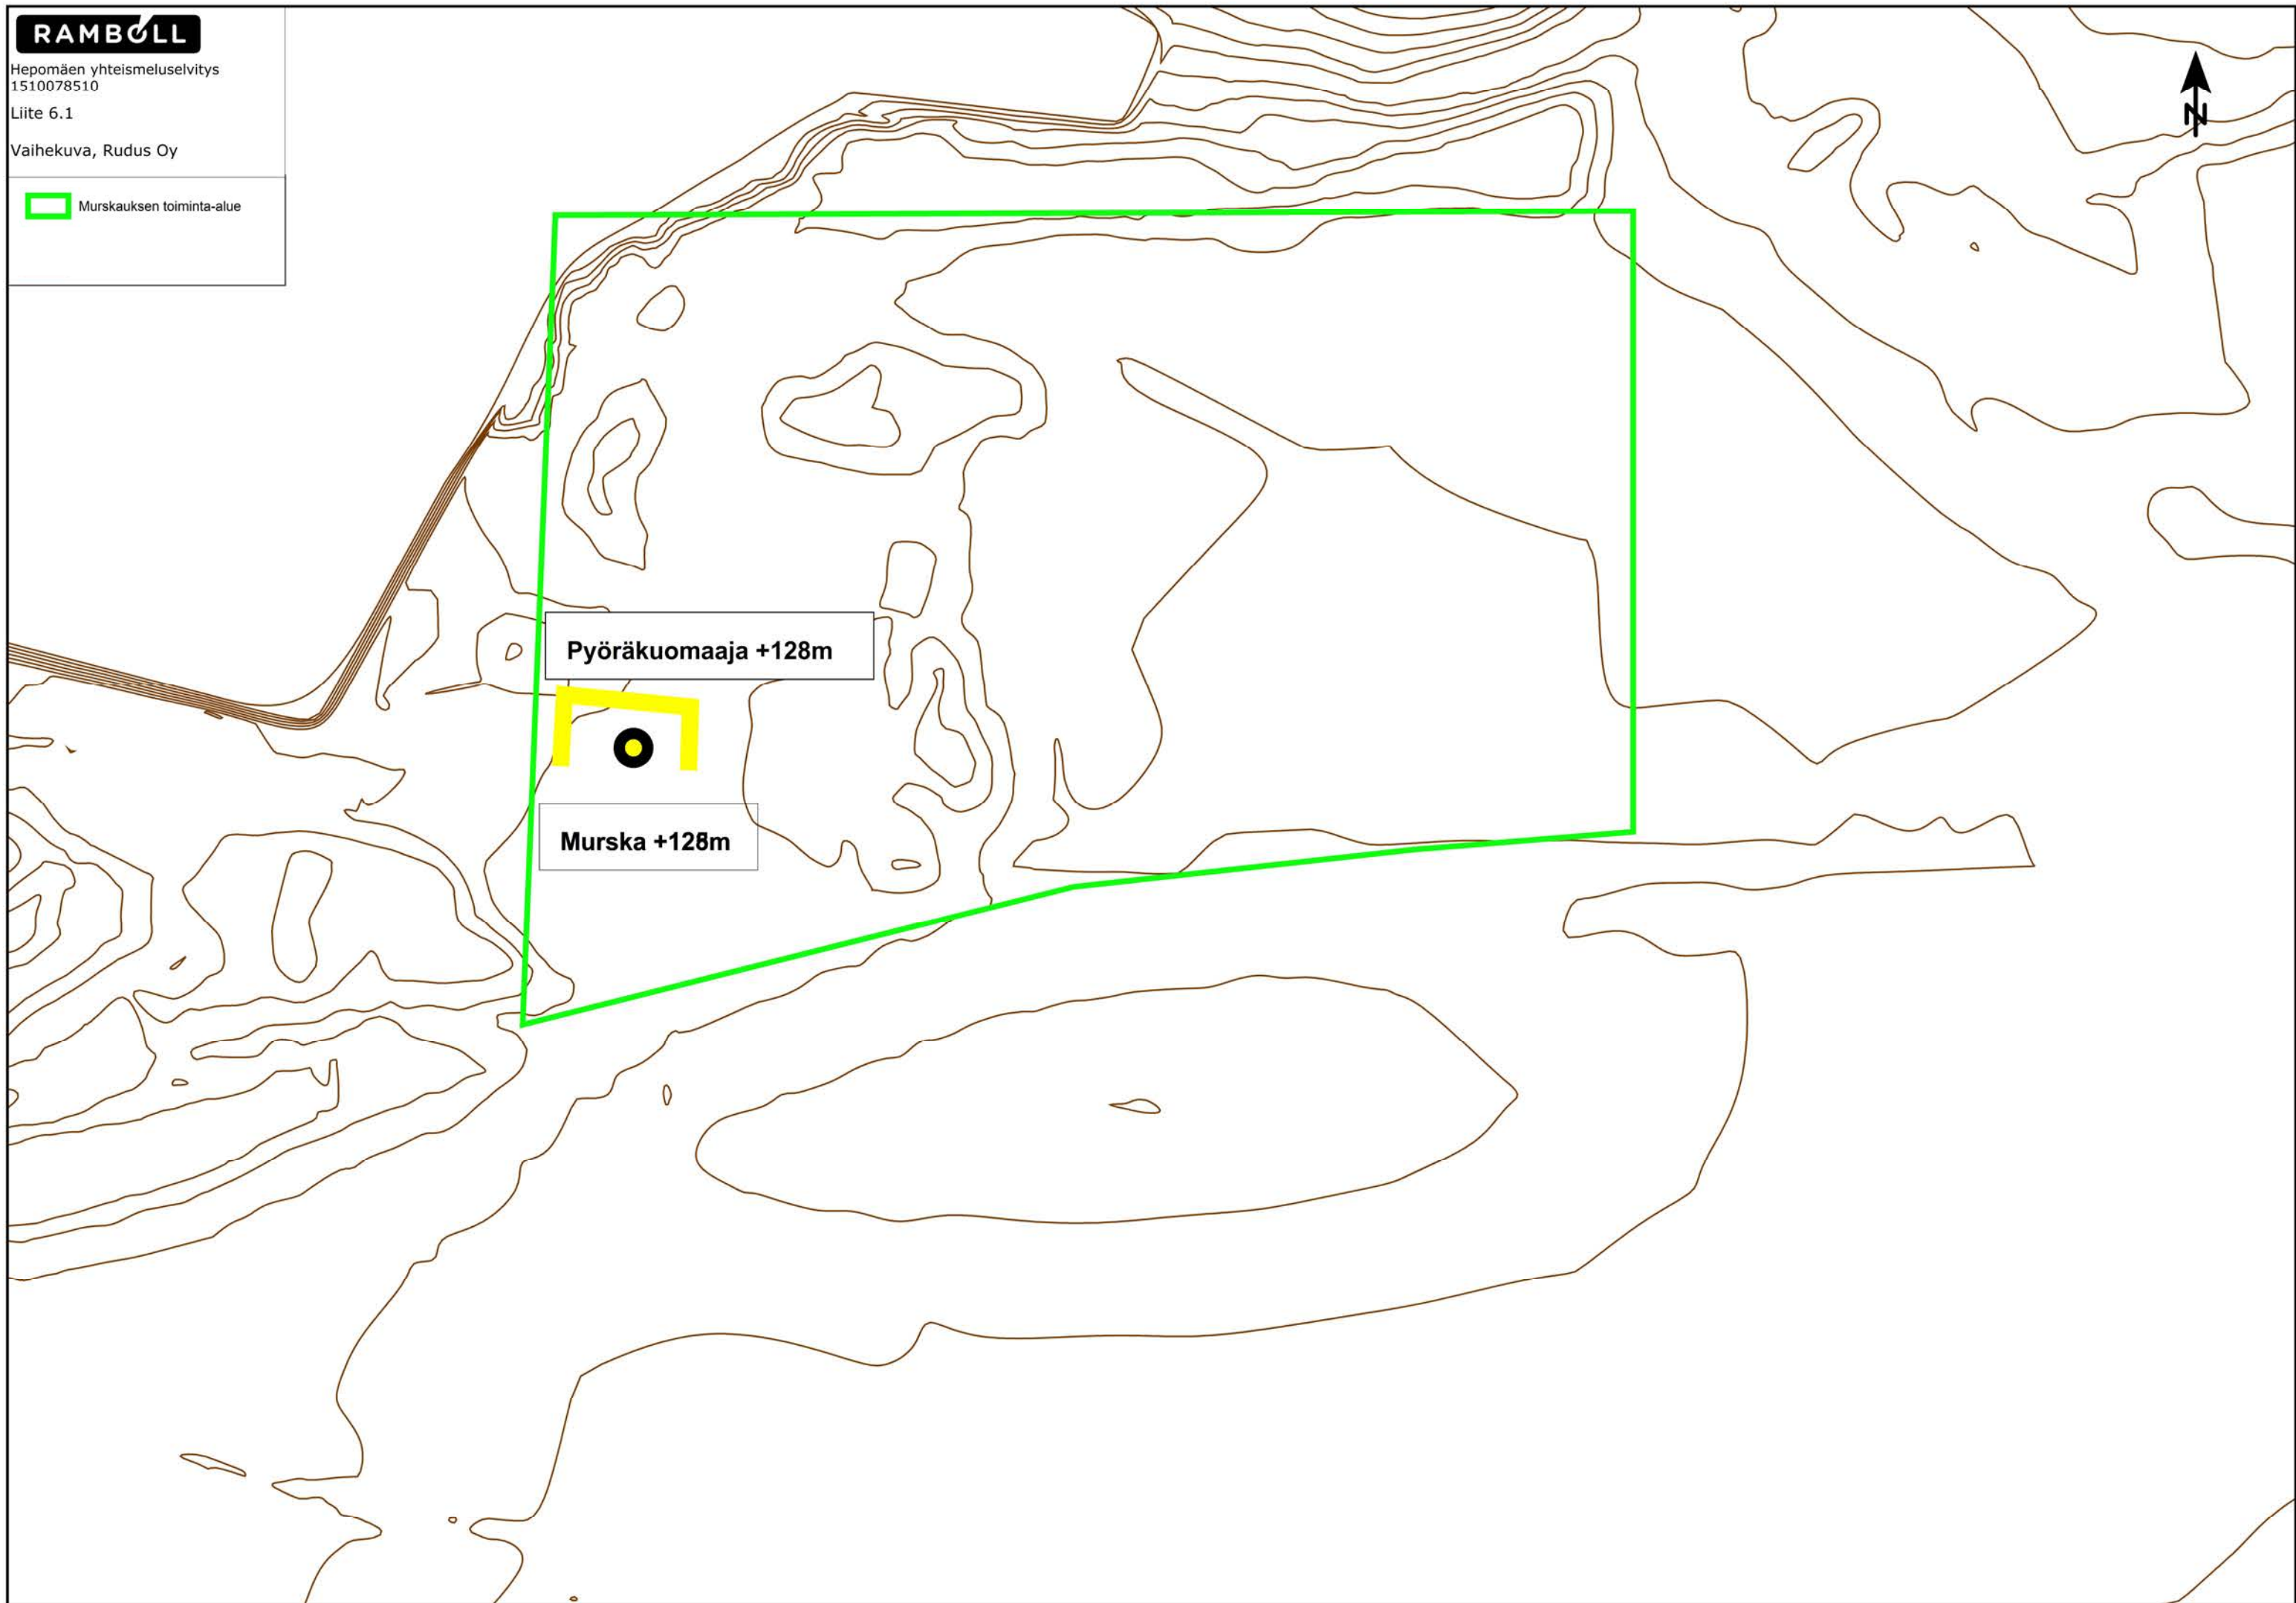 RAMBOLL
Hepomäen yhteismeluselvitys
1510078510
Liite 6.1
Vaihekuva, Rudus Oy
Murskauksen toiminta-alue
N
Pyöräkuomaaja +128m
Murska +128m